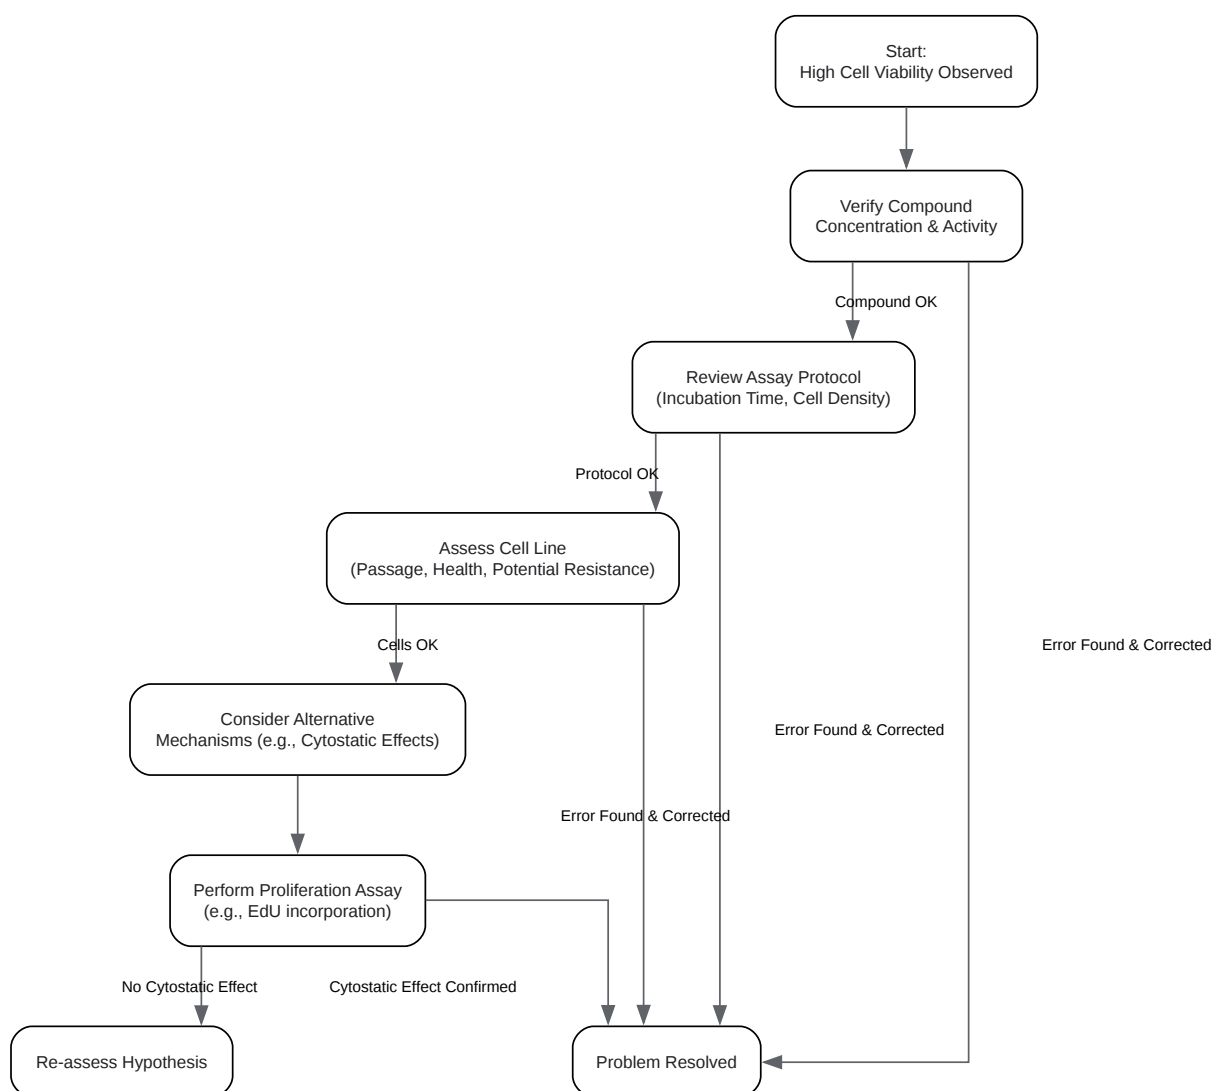 Start:
High Cell Viability Observed
Verify Compound
Concentration & Activity
Compound OK
Review Assay Protocol
(Incubation Time, Cell Density)
Protocol OK
Assess Cell Line
(Passage, Health, Potential Resistance)
Cells OK
Error Found & Corrected
Consider Alternative
Mechanisms (e.g., Cytostatic Effects)
Error Found & Corrected
Error Found & Corrected
Perform Proliferation Assay
(e.g., EdU incorporation)
No Cytostatic Effect
Cytostatic Effect Confirmed
Re-assess Hypothesis
Problem Resolved